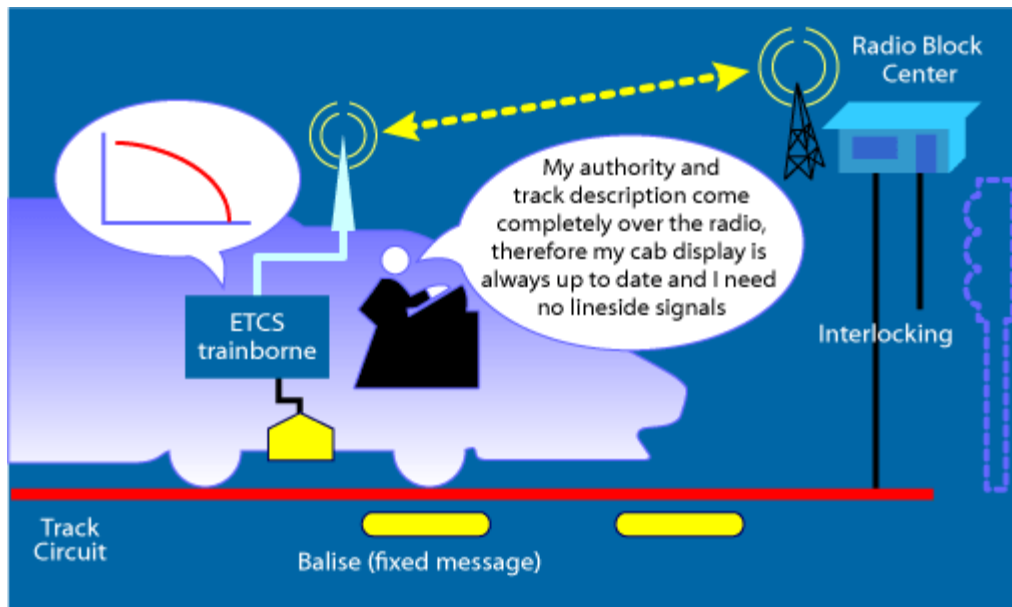 Radio Block
Center
My authority and
track description come
completely over the radio,
therefore my cab display is
always up to date and I need
no lineside signals
ETCS
trainborne
Interlocking
Track
Circuit
Balise (fixed message)